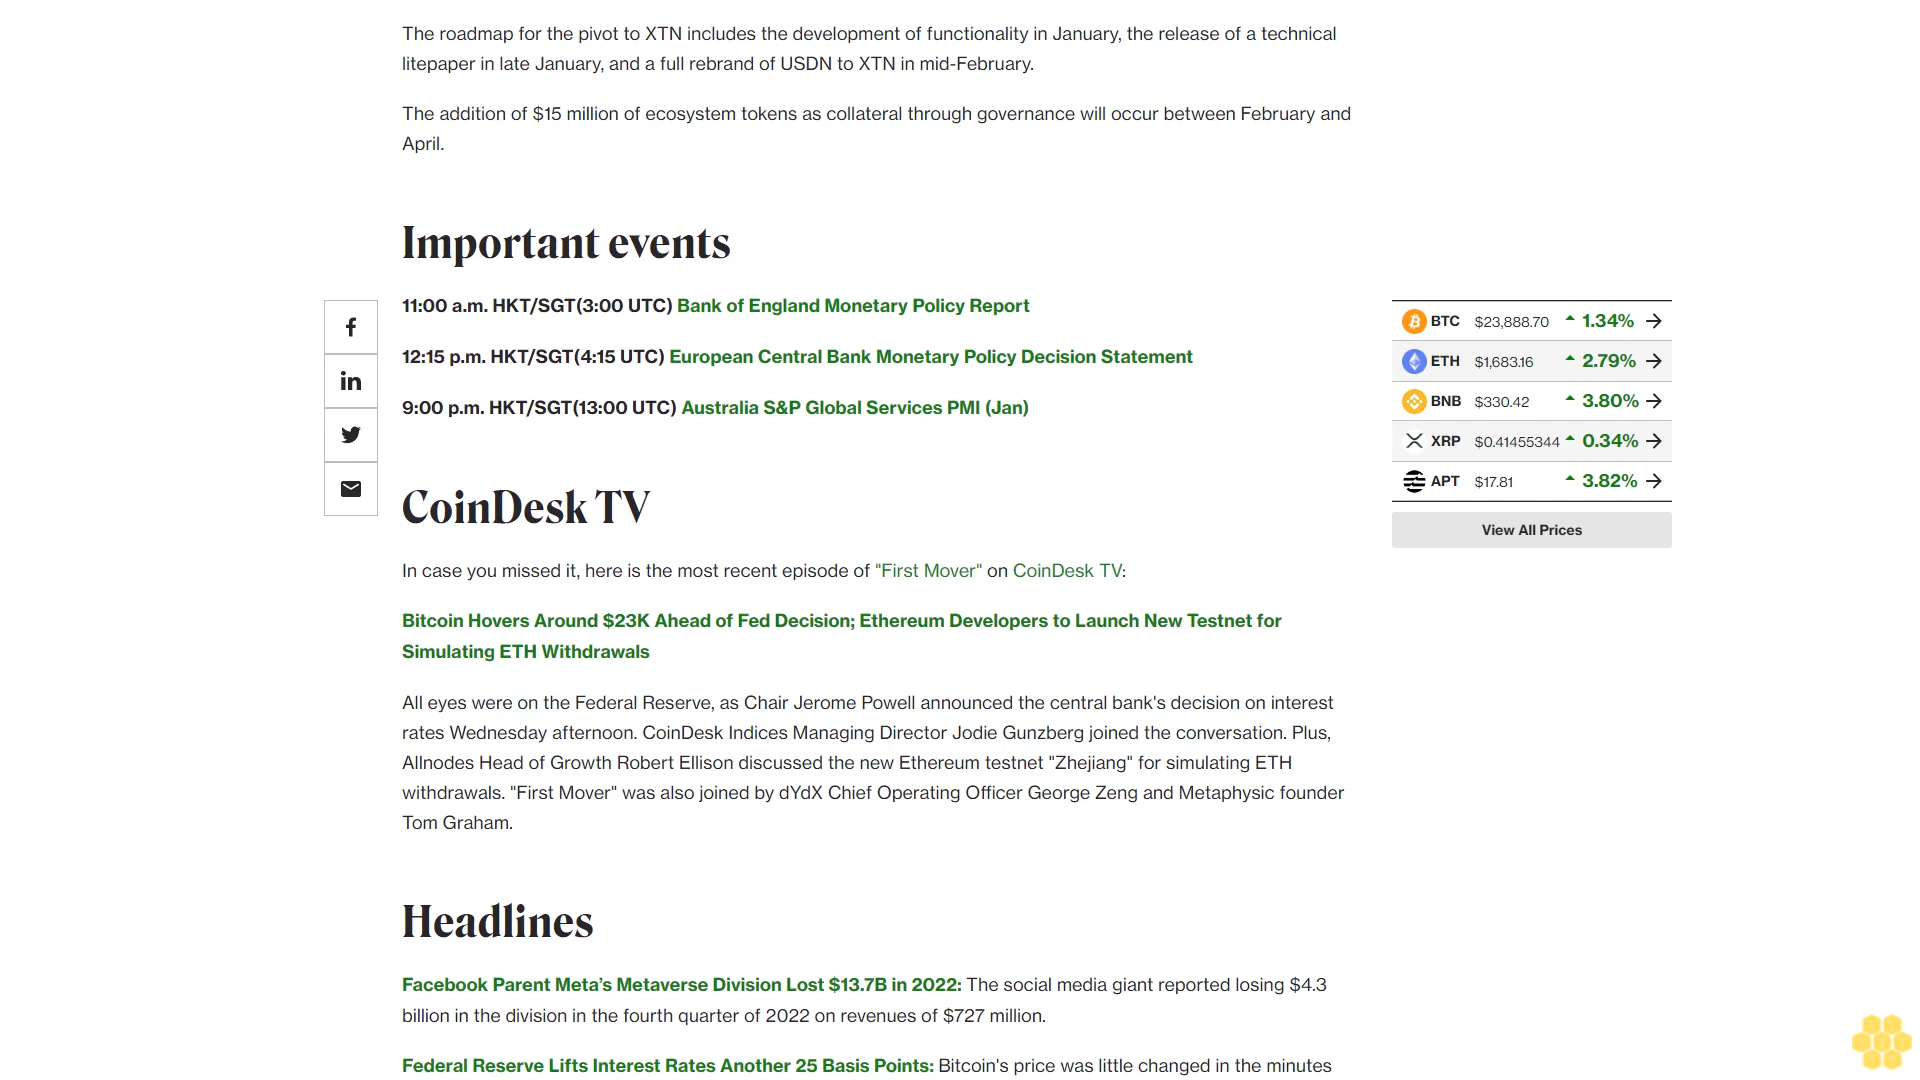 The roadmap for the pivot to XTN includes the development of functionality in January, the release of a technical
litepaper in late January, and a full rebrand of USDN to XTN in mid-February.
The addition of $15 million of ecosystem tokens as collateral through governance will occur between February and
April.
Important events
11:00 a.m. HKT/SGT(3:00 UTC) Bank of England Monetary Policy Report
12:15 p.m. HKT/SGT(4:15 UTC) European Central Bank Monetary Policy Decision Statement
9:00 p.m. HKT/SGT(13:00 UTC) Australia S&P Global Services PMI (Jan)
CoinDesk TV
In case you missed it, here is the most recent episode of "First Mover" on CoinDesk TV:
Bitcoin Hovers Around $23K Ahead of Fed Decision; Ethereum Developers to Launch New Testnet for
Simulating ETH Withdrawals
All eyes were on the Federal Reserve, as Chair Jerome Powell announced the central bank's decision on interest
rates Wednesday afternoon. CoinDesk Indices Managing Director Jodie Gunzberg joined the conversation. Plus,
Allnodes Head of Growth Robert Ellison discussed the new Ethereum testnet "Zhejiang" for simulating ETH
withdrawals. "First Mover" was also joined by dYdX Chief Operating Officer George Zeng and Metaphysic founder
Tom Graham.
Headlines
Facebook Parent Meta’s Metaverse Division Lost $13.7B in 2022: The social media giant reported losing $4.3
billion in the division in the fourth quarter of 2022 on revenues of $727 million.
Federal Reserve Lifts Interest Rates Another 25 Basis Points: Bitcoin's price was little changed in the minutes
BTC $23,888.70 1.34%
ETH $1,683.16 2.79%
BNB $330.42 3.80%
XRP $0.41455344 0.34%
APT $17.81 3.82%
View All Prices